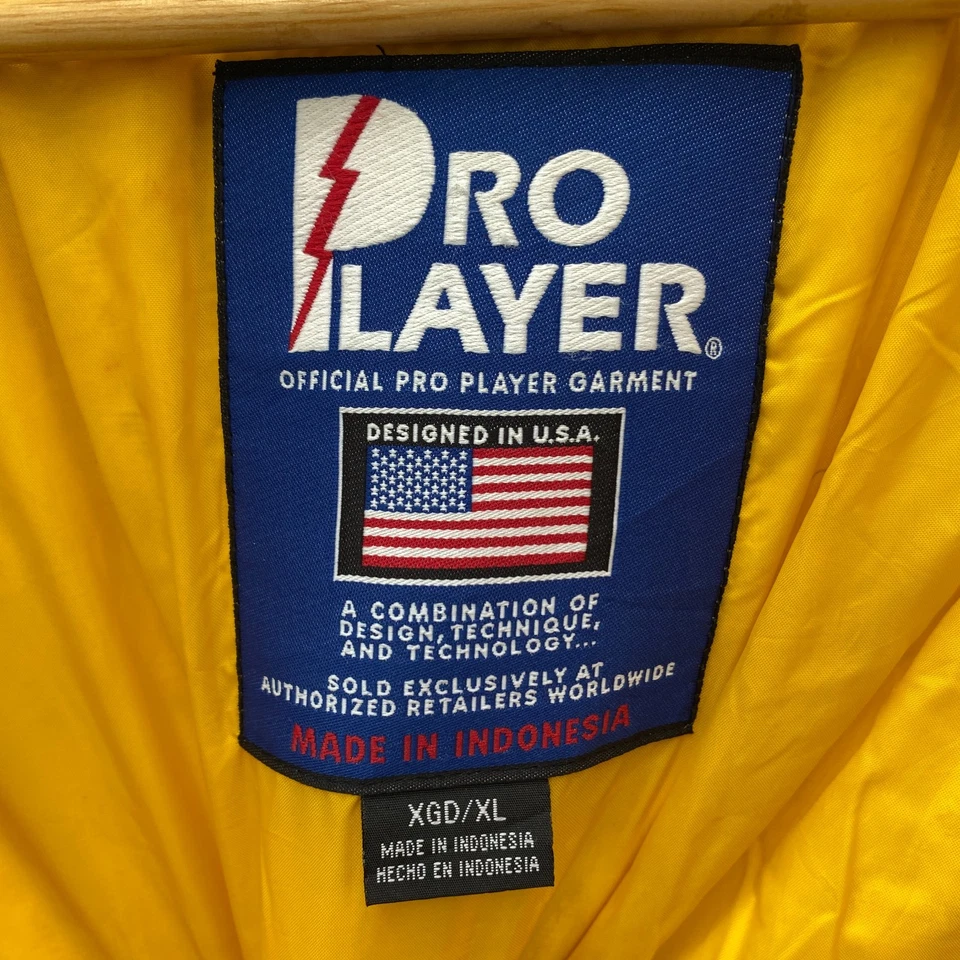 PRO
PLAYER®
OFFICIAL PRO PLAYER GARMENT
DESIGNED IN U.S.A.
A COMBINATION OF
DESIGN, TECHNIQUE,
AND TECHNOLOGY...
SOLD EXCLUSIVELY AT
AUTHORIZED RETAILERS WORLDWIDE
MADE IN INDONESIA
XGD/XL
MADE IN INDONESIA
HECHO EN INDONESIA